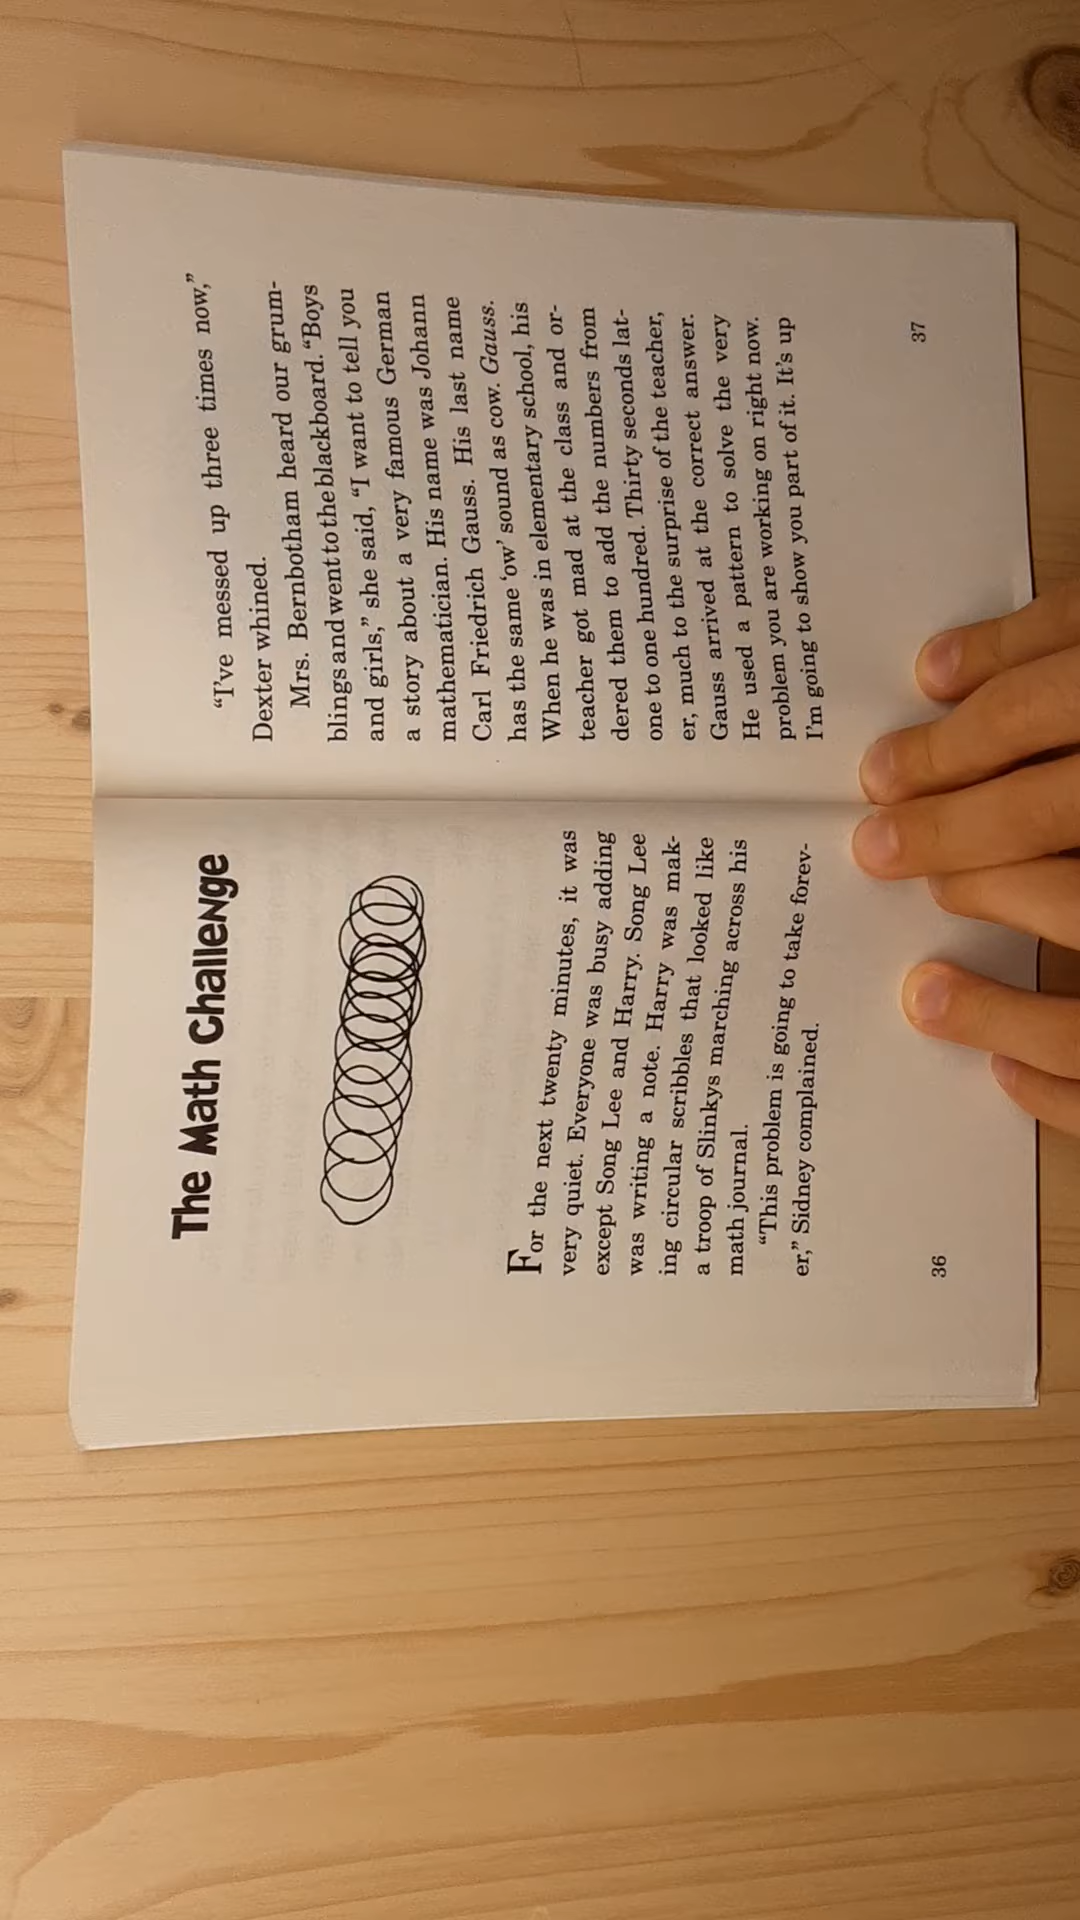 The Math Challenge
For the next twenty minutes, it was
very quiet. Everyone was busy adding
except Song Lee and Harry. Song Lee
was writing a note. Harry was mak-
ing circular scribbles that looked like
a troop of Slinkys marching across his
math journal.
“This problem is going to take forev-
er,” Sidney complained.
36
“I’ve messed up three times now,”
Dexter whined.
Mrs. Bernbotham heard our grum-
blings and went to the blackboard. “Boys
and girls,” she said, “I want to tell you
a story about a very famous German
mathematician. His name was Johann
Carl Friedrich Gauss. His last name
has the same ‘ow’ sound as cow. Gauss.
When he was in elementary school, his
teacher got mad at the class and or-
dered them to add the numbers from
one to one hundred. Thirty seconds lat-
er, much to the surprise of the teacher,
Gauss arrived at the correct answer.
He used a pattern to solve the very
problem you are working on right now.
I’m going to show you part of it. It’s up
37